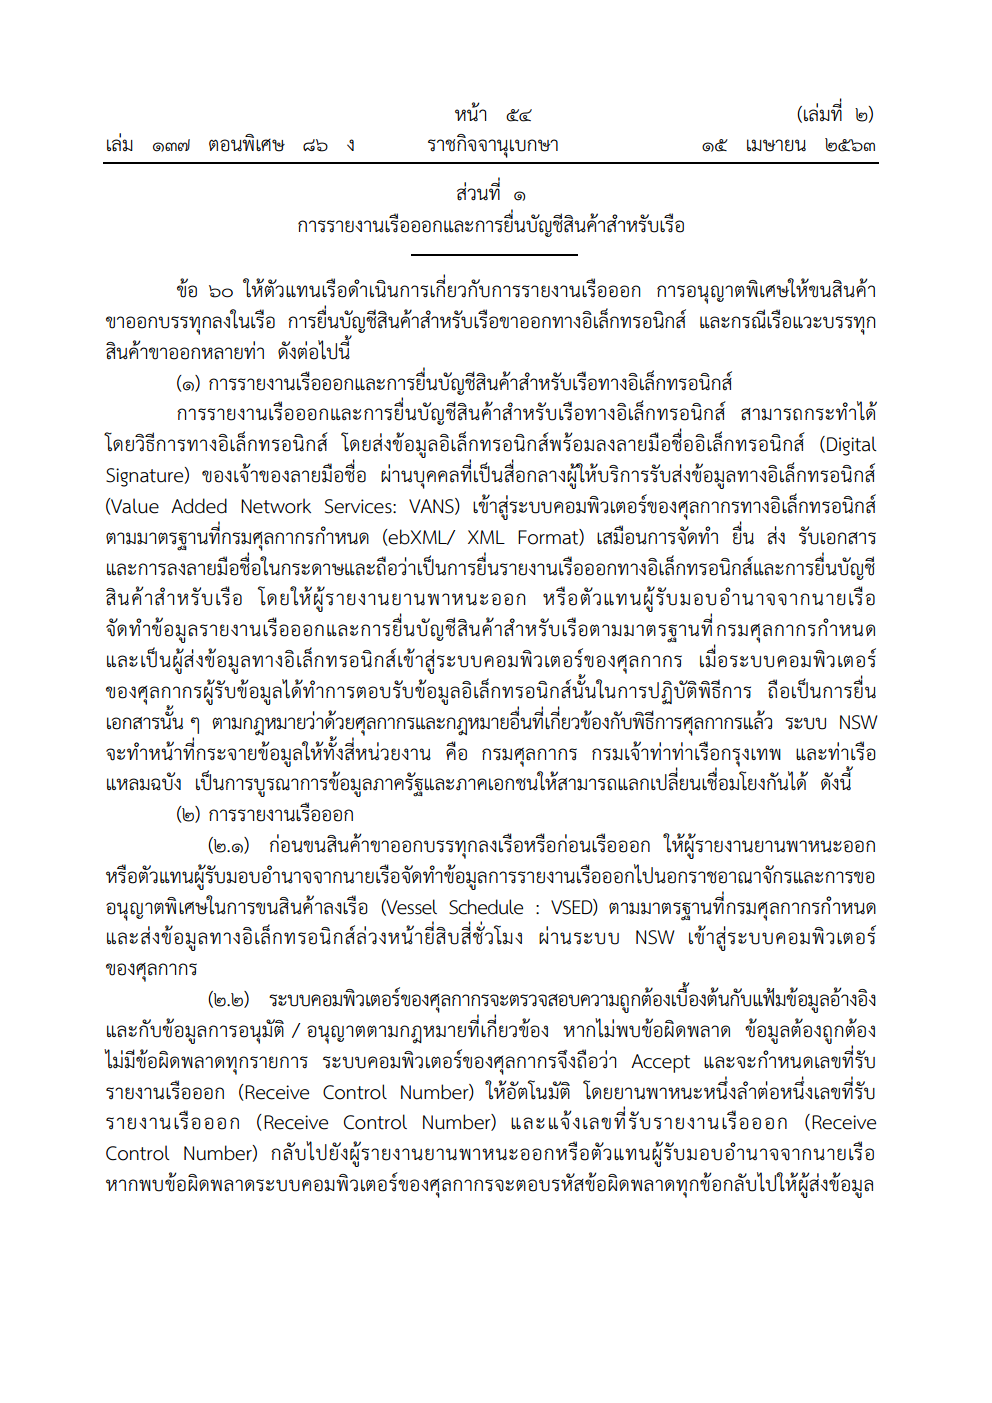 หน้า ๕๔
(เล่มที่ ๒)
เล่ม ๑๓๗ ตอนพิเศษ ๘๖ ง ราชกิจจานุเบกษา ๑๕ เมษายน ๒๕๖๓
ส่วนที่ ๑
การรายงานเรือออกและการยื่นบัญชีสินค้าสำหรับเรือ
ข้อ ๖๐ ให้ตัวแทนเรือดำเนินการเกี่ยวกับการรายงานเรือออก การอนุญาตพิเศษให้ขนสินค้า
ขาออกบรรทุกลงในเรือ การยื่นบัญชีสินค้าสำหรับเรือขาออกทางอิเล็กทรอนิกส์ และกรณีเรือแวะบรรทุก
สินค้าขาออกหลายท่า ดังต่อไปนี้
(๑) การรายงานเรือออกและการยื่นบัญชีสินค้าสำหรับเรือทางอิเล็กทรอนิกส์
การรายงานเรือออกและการยื่นบัญชีสินค้าสำหรับเรือทางอิเล็กทรอนิกส์ สามารถกระทำได้
โดยวิธีการทางอิเล็กทรอนิกส์ โดยส่งข้อมูลอิเล็กทรอนิกส์พร้อมลงลายมือชื่ออิเล็กทรอนิกส์ (Digital
Signature) ของเจ้าของลายมือชื่อ ผ่านบุคคลที่เป็นสื่อกลางผู้ให้บริการรับส่งข้อมูลทางอิเล็กทรอนิกส์
(Value Added Network Services: VANS) เข้าสู่ระบบคอมพิวเตอร์ของศุลกากรทางอิเล็กทรอนิกส์
ตามมาตรฐานที่กรมศุลกากรกำหนด (ebXML/ XML Format) เสมือนการจัดทำ ยื่น ส่ง รับเอกสาร
และการลงลายมือชื่อในกระดาษและถือว่าเป็นการยื่นรายงานเรือออกทางอิเล็กทรอนิกส์และการยื่นบัญชี
สินค้าสำหรับเรือ โดยให้ผู้รายงานยานพาหนะออก หรือตัวแทนผู้รับมอบอำนาจจากนายเรือ
จัดทำข้อมูลรายงานเรือออกและการยื่นบัญชีสินค้าสำหรับเรือตามมาตรฐานที่กรมศุลกากรกำหนด
และเป็นผู้ส่งข้อมูลทางอิเล็กทรอนิกส์เข้าสู่ระบบคอมพิวเตอร์ของศุลกากร เมื่อระบบคอมพิวเตอร์
ของศุลกากรผู้รับข้อมูลได้ทำการตอบรับข้อมูลอิเล็กทรอนิกส์นั้นในการปฏิบัติพิธีการ ถือเป็นการยื่น
เอกสารนั้น ๆ ตามกฎหมายว่าด้วยศุลกากรและกฎหมายอื่นที่เกี่ยวข้องกับพิธีการศุลกากรแล้ว ระบบ NSW
จะทำหน้าที่กระจายข้อมูลให้ทั้งสี่หน่วยงาน คือ กรมศุลกากร กรมเจ้าท่าท่าเรือกรุงเทพ และท่าเรือ
แหลมฉบัง เป็นการบูรณาการข้อมูลภาครัฐและภาคเอกชนให้สามารถแลกเปลี่ยนเชื่อมโยงกันได้ ดังนี้
(๒) การรายงานเรือออก
(๒.๑) ก่อนขนสินค้าขาออกบรรทุกลงเรือหรือก่อนเรือออก ให้ผู้รายงานยานพาหนะออก
หรือตัวแทนผู้รับมอบอำนาจจากนายเรือจัดทำข้อมูลการรายงานเรือออกไปนอกราชอาณาจักรและการขอ
อนุญาตพิเศษในการขนสินค้าลงเรือ (Vessel Schedule : VSED) ตามมาตรฐานที่กรมศุลกากรกำหนด
และส่งข้อมูลทางอิเล็กทรอนิกส์ล่วงหน้ายี่สิบสี่ชั่วโมง ผ่านระบบ NSW เข้าสู่ระบบคอมพิวเตอร์
ของศุลกากร
(๒.๒) ระบบคอมพิวเตอร์ของศุลกากรจะตรวจสอบความถูกต้องเบื้องต้นกับแฟ้มข้อมูลอ้างอิง
และกับข้อมูลการอนุมัติ / อนุญาตตามกฎหมายที่เกี่ยวข้อง หากไม่พบข้อผิดพลาด ข้อมูลต้องถูกต้อง
ไม่มีข้อผิดพลาดทุกรายการ ระบบคอมพิวเตอร์ของศุลกากรจึงถือว่า Accept และจะกำหนดเลขที่รับ
รายงานเรือออก (Receive Control Number) ให้อัตโนมัติ โดยยานพาหนะหนึ่งลำต่อหนึ่งเลขที่รับ
รายงานเรือออก (Receive Control Number) และแจ้งเลขที่รับรายงานเรือออก (Receive
Control Number) กลับไปยังผู้รายงานยานพาหนะออกหรือตัวแทนผู้รับมอบอำนาจจากนายเรือ
หากพบข้อผิดพลาดระบบคอมพิวเตอร์ของศุลกากรจะตอบรหัสข้อผิดพลาดทุกข้อกลับไปให้ผู้ส่งข้อมูล